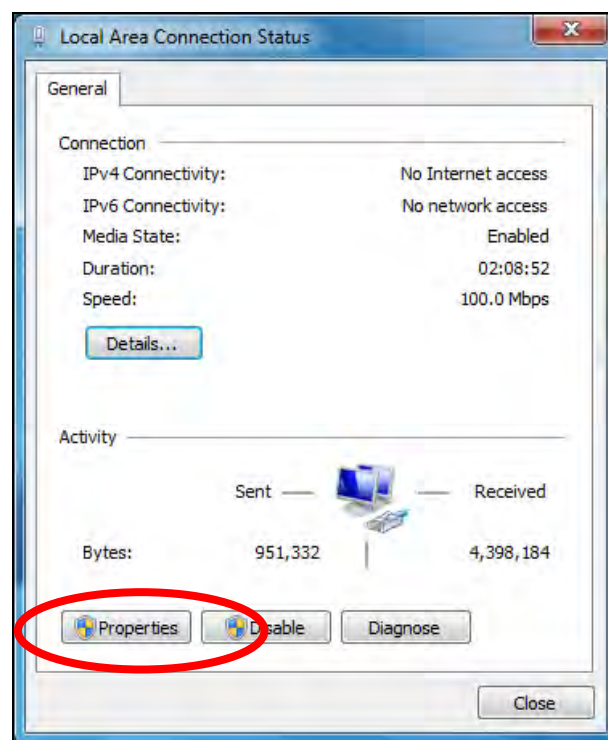 Local Area Connection Status
General
Connection
IPv4 Connectivity: No Internet access
IPv6 Connectivity: No network access
Media State: Enabled
Duration: 02:08:52
Speed: 100.0 Mbps
Details...
Activity
Sent Received
Bytes: 951,332 4,398,184
Properties Disable Diagnose
Close